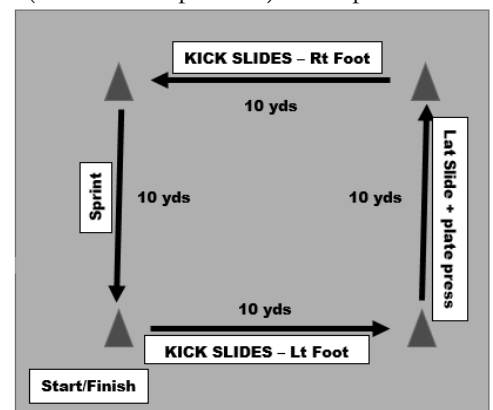 KICK SLIDES – Rt Foot
10 yds
Sprint
10 yds
10 yds
Lat Slide + plate press
10 yds
KICK SLIDES – Lt Foot
Start/Finish